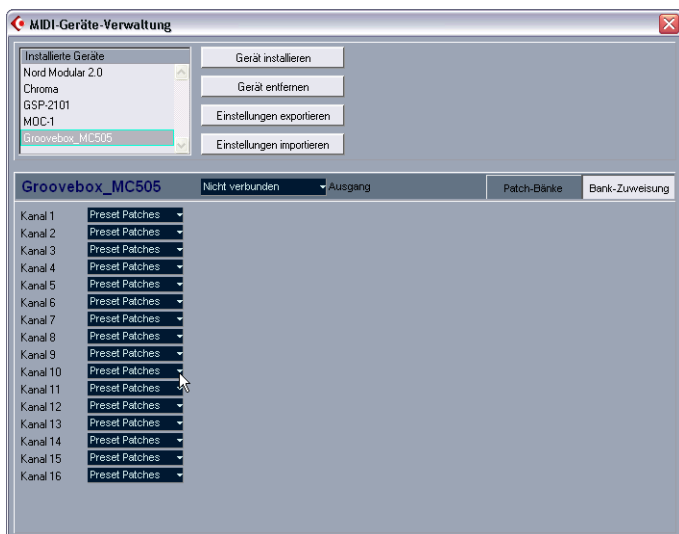 MIDI-Geräte-Verwaltung
Installierte Geräte
Nord Modular 2.0
Chroma
GSP-2101
MOC-1
Groovebox_MC505
Gerät installieren
Gerät entfernen
Einstellungen exportieren
Einstellungen importieren
Groovebox_MC505 Nicht verbunden Ausgang Patch-Bänke Bank-Zuweisung
Kanal 1 Preset Patches
Kanal 2 Preset Patches
Kanal 3 Preset Patches
Kanal 4 Preset Patches
Kanal 5 Preset Patches
Kanal 6 Preset Patches
Kanal 7 Preset Patches
Kanal 8 Preset Patches
Kanal 9 Preset Patches
Kanal 10 Preset Patches
Kanal 11 Preset Patches
Kanal 12 Preset Patches
Kanal 13 Preset Patches
Kanal 14 Preset Patches
Kanal 15 Preset Patches
Kanal 16 Preset Patches